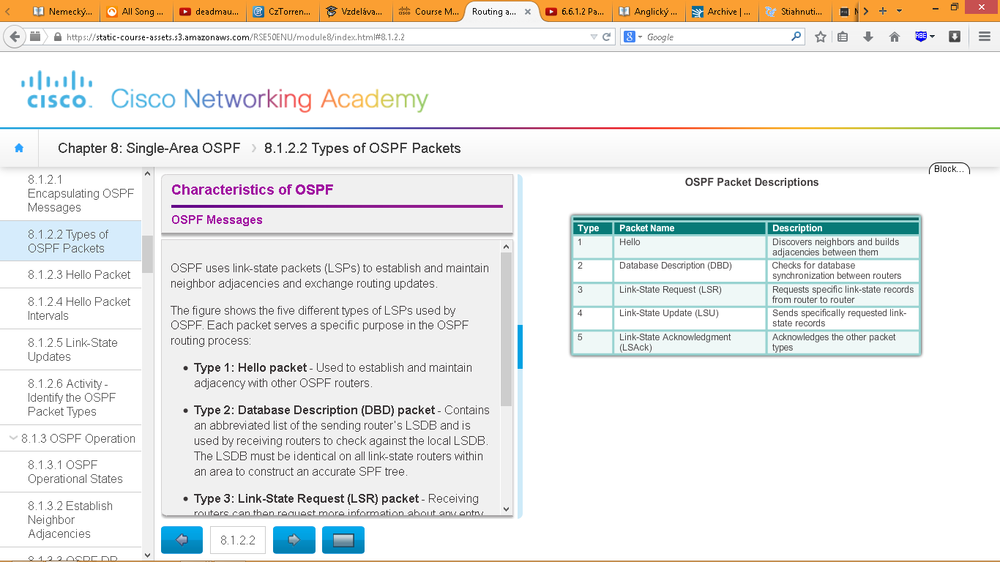 Nemecký...
All Song ...
deadmau...
CzTorren...
Vzdeláva...
Course M...
Routing a...
6.6.1.2 Pa...
Anglický ...
Archive | ...
Stiahnuti...
https://static-course-assets.s3.amazonaws.com/RSE50ENU/module8/index.html#8.1.2.2
Google
ABE
cisco
Cisco Networking Academy
Chapter 8: Single-Area OSPF
8.1.2.2 Types of OSPF Packets
Block...
8.1.2.1
Encapsulating OSPF
Messages
8.1.2.2 Types of
OSPF Packets
8.1.2.3 Hello Packet
8.1.2.4 Hello Packet
Intervals
8.1.2.5 Link-State
Updates
8.1.2.6 Activity -
Identify the OSPF
Packet Types
8.1.3 OSPF Operation
8.1.3.1 OSPF
Operational States
8.1.3.2 Establish
Neighbor
Adjacencies
8.1.3.3 OSPF DR
Characteristics of OSPF
OSPF Messages
OSPF uses link-state packets (LSPs) to establish and maintain
neighbor adjacencies and exchange routing updates.
The figure shows the five different types of LSPs used by
OSPF. Each packet serves a specific purpose in the OSPF
routing process:
• Type 1: Hello packet - Used to establish and maintain
adjacency with other OSPF routers.
• Type 2: Database Description (DBD) packet - Contains
an abbreviated list of the sending router's LSDB and is
used by receiving routers to check against the local LSDB.
The LSDB must be identical on all link-state routers within
an area to construct an accurate SPF tree.
• Type 3: Link-State Request (LSR) packet - Receiving
routers can then request more information about any entry
8.1.2.2
OSPF Packet Descriptions
Type Packet Name Description
1 Hello Discovers neighbors and builds
adjacencies between them
2 Database Description (DBD) Checks for database
synchronization between routers
3 Link-State Request (LSR) Requests specific link-state records
from router to router
4 Link-State Update (LSU) Sends specifically requested link-
state records
5 Link-State Acknowledgment Acknowledges the other packet
(LSAck) types